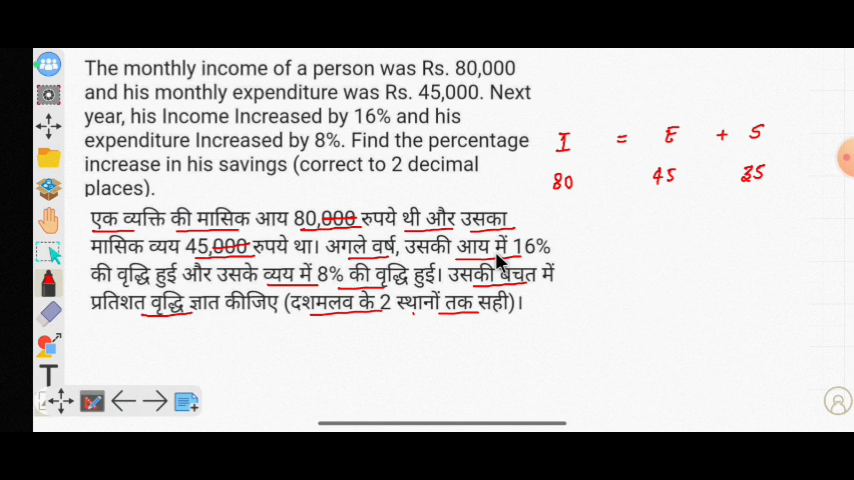 The monthly income of a person was Rs. 80,000
and his monthly expenditure was Rs. 45,000. Next
year, his Income Increased by 16% and his
expenditure Increased by 8%. Find the percentage
increase in his savings (correct to 2 decimal
places).
I = E + S
80 45 35
एक व्यक्ति की मासिक आय 80,000 रुपये थी और उसका
मासिक व्यय 45,000 रुपये था। अगले वर्ष, उसकी आय में 16%
की वृद्धि हुई और उसके व्यय में 8% की वृद्धि हुई। उसकी बचत में
प्रतिशत वृद्धि ज्ञात कीजिए (दशमलव के 2 स्थानों तक सही)।
T